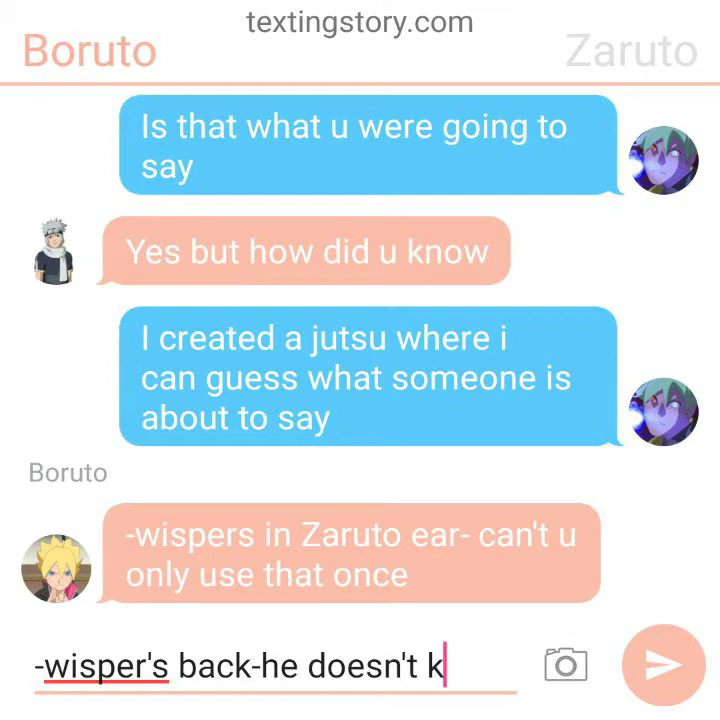 textingstory.com
Boruto
Zaruto
Is that what u were going to
say
Yes but how did u know
I created a jutsu where i
can guess what someone is
about to say
Boruto
-wispers in Zaruto ear- can't u
only use that once
-wisper's back-he doesn't k